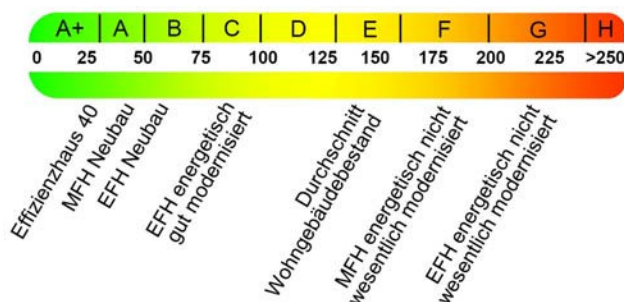 A+ A B C D E F G H
0 25 50 75 100 125 150 175 200 225 >250
Effizienzhaus 40
MFH Neubau
EFH Neubau
EFH energetisch
gut modernisiert
Durchschnitt
Wohngebäudebestand
MFH energetisch nicht
wesentlich modernisiert
EFH energetisch nicht
wesentlich modernisiert